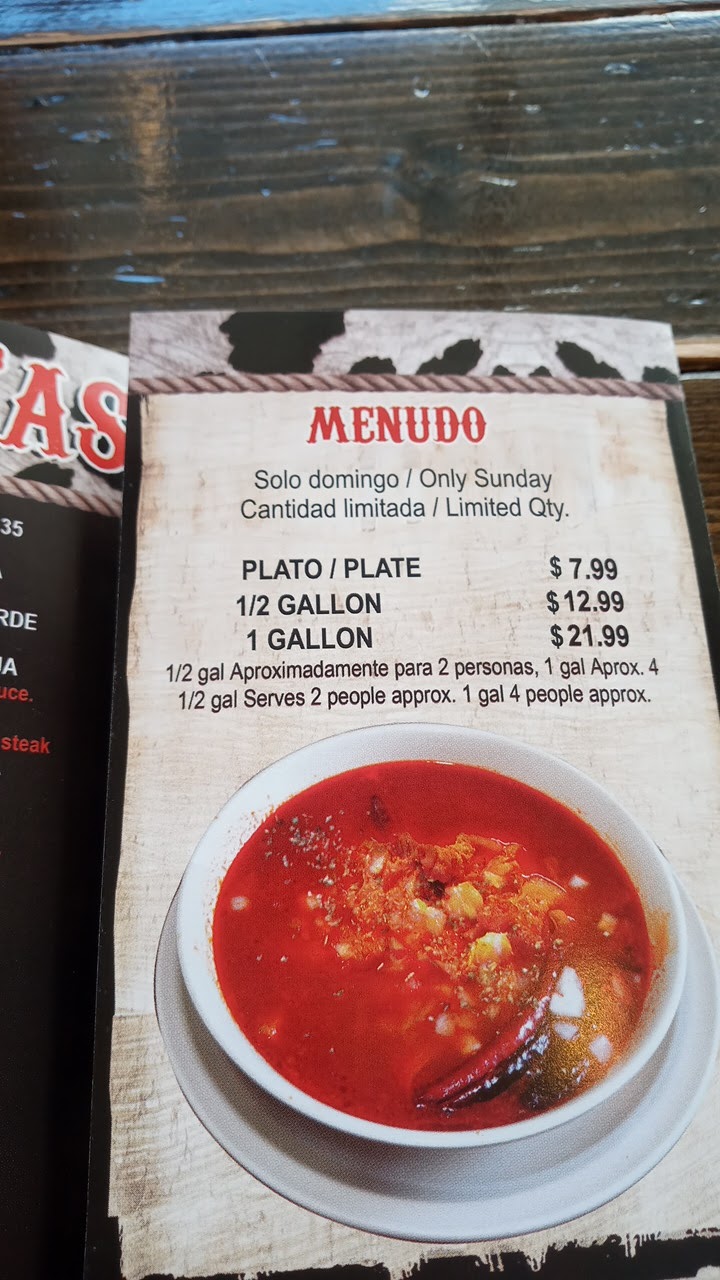 TAS
35
RDE
JA
uce.
steak
MENUDO
Solo domingo / Only Sunday
Cantidad limitada / Limited Qty.
PLATO / PLATE $ 7.99
1/2 GALLON $ 12.99
1 GALLON $ 21.99
1/2 gal Aproximadamente para 2 personas, 1 gal Aprox. 4
1/2 gal Serves 2 people approx. 1 gal 4 people approx.